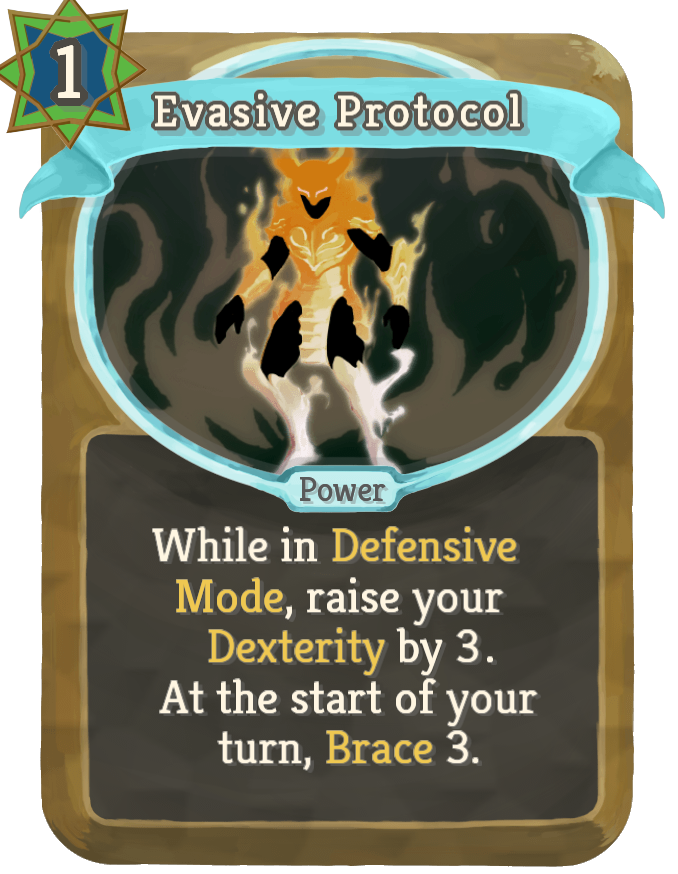 1
Evasive Protocol
Power
While in Defensive
Mode, raise your
Dexterity by 3.
At the start of your
turn, Brace 3.